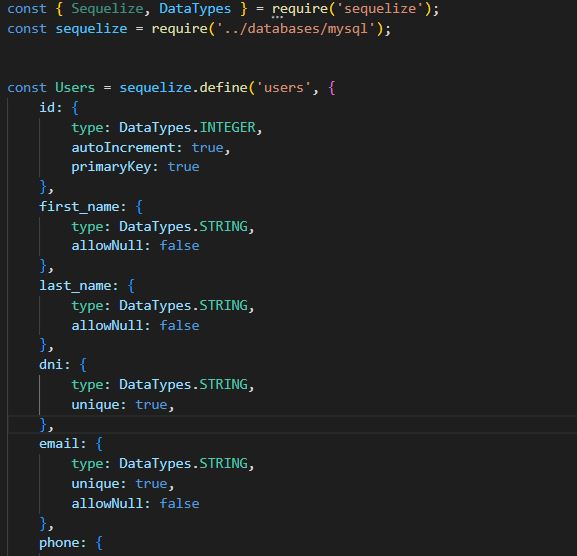 const { Sequelize, DataTypes } = require('sequelize');
const sequelize = require('../databases/mysql');
const Users = sequelize.define('users', {
id: {
type: DataTypes.INTEGER,
autoIncrement: true,
primaryKey: true
},
first_name: {
type: DataTypes.STRING,
allowNull: false
},
last_name: {
type: DataTypes.STRING,
allowNull: false
},
dni: {
type: DataTypes.STRING,
unique: true,
},
email: {
type: DataTypes.STRING,
unique: true,
allowNull: false
},
phone: {